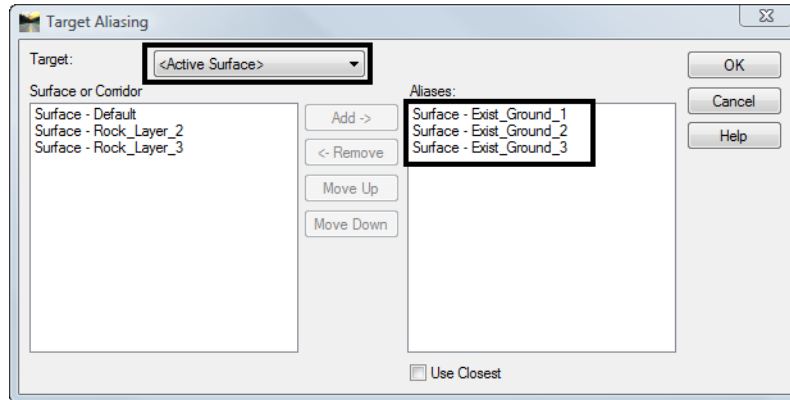 Target Aliasing
Target:
<Active Surface>
OK
Surface or Corridor
Aliases:
Cancel
Surface - Default
Surface - Rock_Layer_2
Surface - Rock_Layer_3
Add ->
<- Remove
Move Up
Move Down
Surface - Exist_Ground_1
Surface - Exist_Ground_2
Surface - Exist_Ground_3
Help
Use Closest